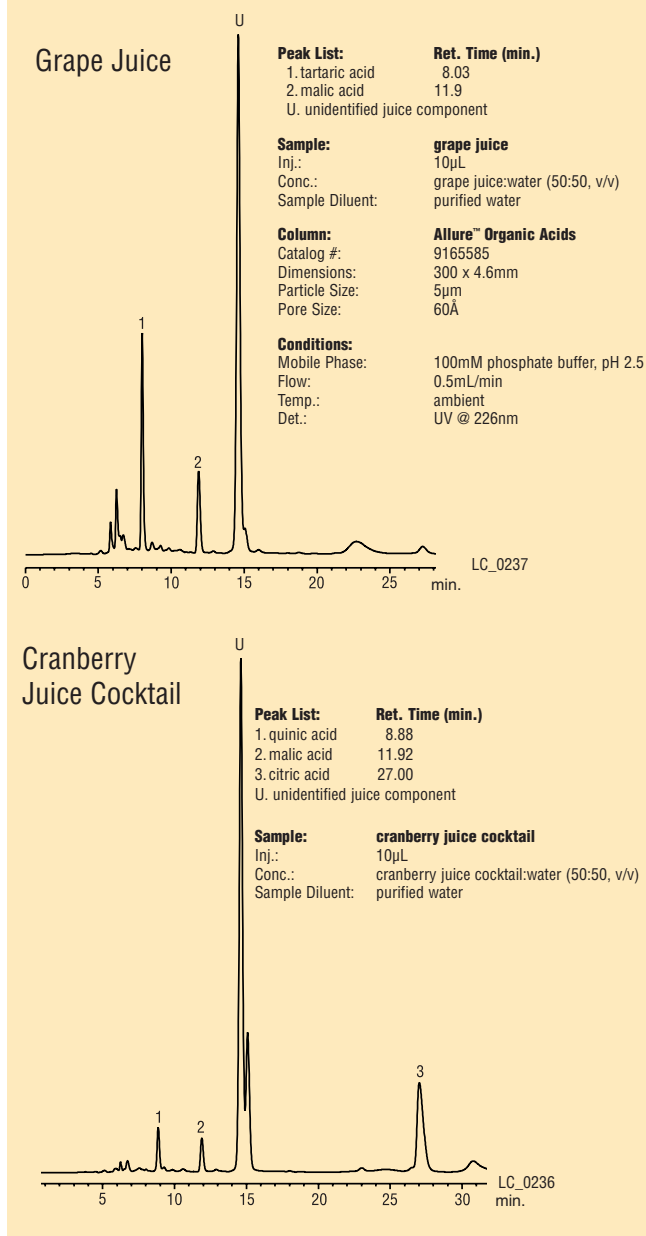 U
Grape Juice
Peak List: Ret. Time (min.)
1. tartaric acid 8.03
2. malic acid 11.9
U. unidentified juice component
Sample: grape juice
Inj.: 10µL
Conc.: grape juice:water (50:50, v/v)
Sample Diluent: purified water
Column: Allure™ Organic Acids
Catalog #: 9165585
Dimensions: 300 x 4.6mm
Particle Size: 5µm
Pore Size: 60Å
1
Conditions:
Mobile Phase: 100mM phosphate buffer, pH 2.5
Flow: 0.5mL/min
Temp.: ambient
Det.: UV @ 226nm
2
LC_0237
0 5 10 15 20 25 min.
U
Cranberry
Juice Cocktail
Peak List: Ret. Time (min.)
1. quinic acid 8.88
2. malic acid 11.92
3. citric acid 27.00
U. unidentified juice component
Sample: cranberry juice cocktail
Inj.: 10µL
Conc.: cranberry juice cocktail:water (50:50, v/v)
Sample Diluent: purified water
3
1
2
LC_0236
5 10 15 20 25 30 min.